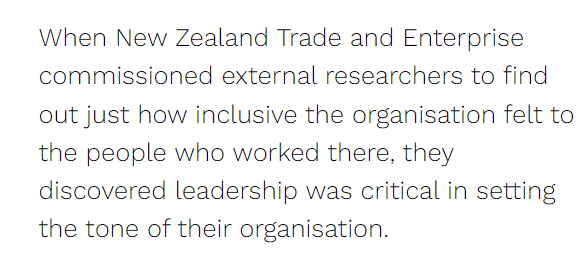 When New Zealand Trade and Enterprise
commissioned external researchers to find
out just how inclusive the organisation felt to
the people who worked there, they
discovered leadership was critical in setting
the tone of their organisation.